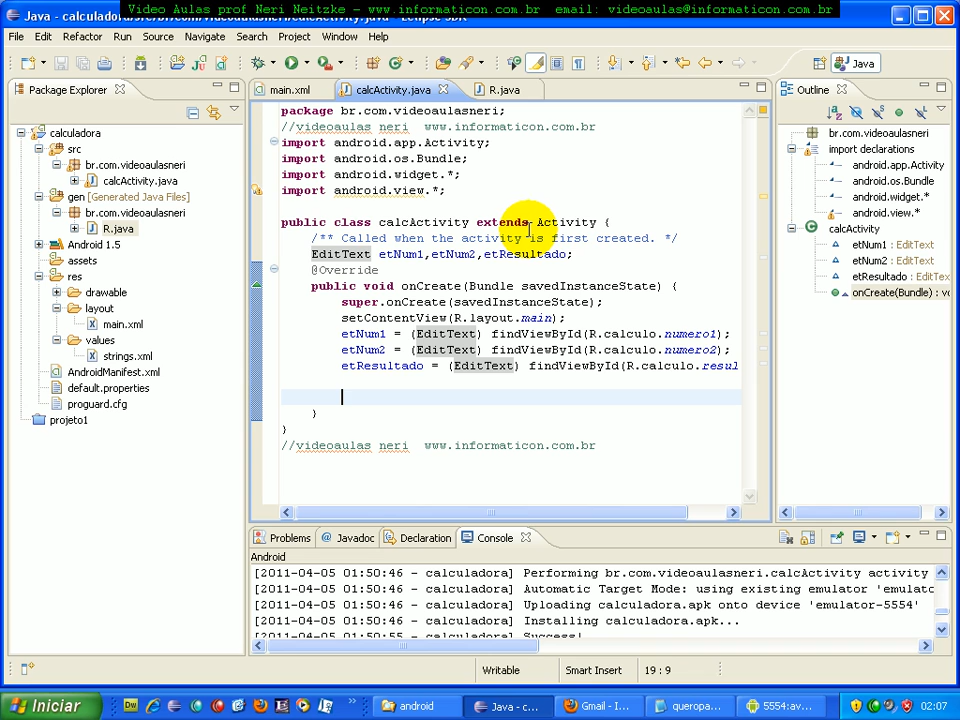 Video Aulas prof Neri Neitzke – www.informaticon.com.br email: videoaulas@informaticon.com.br
File Edit Refactor Run Source Navigate Search Project Window Help
Java
Package Explorer
main.xml calcActivity.java R.java
Outline
calculadora
src
br.com.videoaulasneri
calcActivity.java
gen [Generated Java Files]
br.com.videoaulasneri
R.java
Android 1.5
assets
res
drawable
layout
main.xml
values
strings.xml
AndroidManifest.xml
default.properties
proguard.cfg
projeto1
package br.com.videoaulasneri;
//videoaulas neri www.informaticon.com.br
import android.app.Activity;
import android.os.Bundle;
import android.widget.*;
import android.view.*;
public class calcActivity extends Activity {
/** Called when the activity is first created. */
EditText etNum1,etNum2,etResultado;
@Override
public void onCreate(Bundle savedInstanceState) {
super.onCreate(savedInstanceState);
setContentView(R.layout.main);
etNum1 = (EditText) findViewById(R.calculo.numero1);
etNum2 = (EditText) findViewById(R.calculo.numero2);
etResultado = (EditText) findViewById(R.calculo.resul
}
}
//videoaulas neri www.informaticon.com.br
br.com.videoaulasneri
import declarations
android.app.Activity
android.os.Bundle
android.widget.*
android.view.*
calcActivity
etNum1 : EditText
etNum2 : EditText
etResultado : EditTe
onCreate(Bundle) : vo
Problems Javadoc Declaration Console
Android
[2011-04-05 01:50:46 - calculadora] Performing br.com.videoaulasneri.calcActivity activity
[2011-04-05 01:50:46 - calculadora] Automatic Target Mode: using existing emulator 'emulato
[2011-04-05 01:50:46 - calculadora] Uploading calculadora.apk onto device 'emulator-5554'
[2011-04-05 01:50:46 - calculadora] Installing calculadora.apk...
[2011-04-05 01:50:55 - calculadora] Success!
Writable Smart Insert 19 : 9
Iniciar android Java - c... Gmail - I... queropa... 5554:av... 02:07